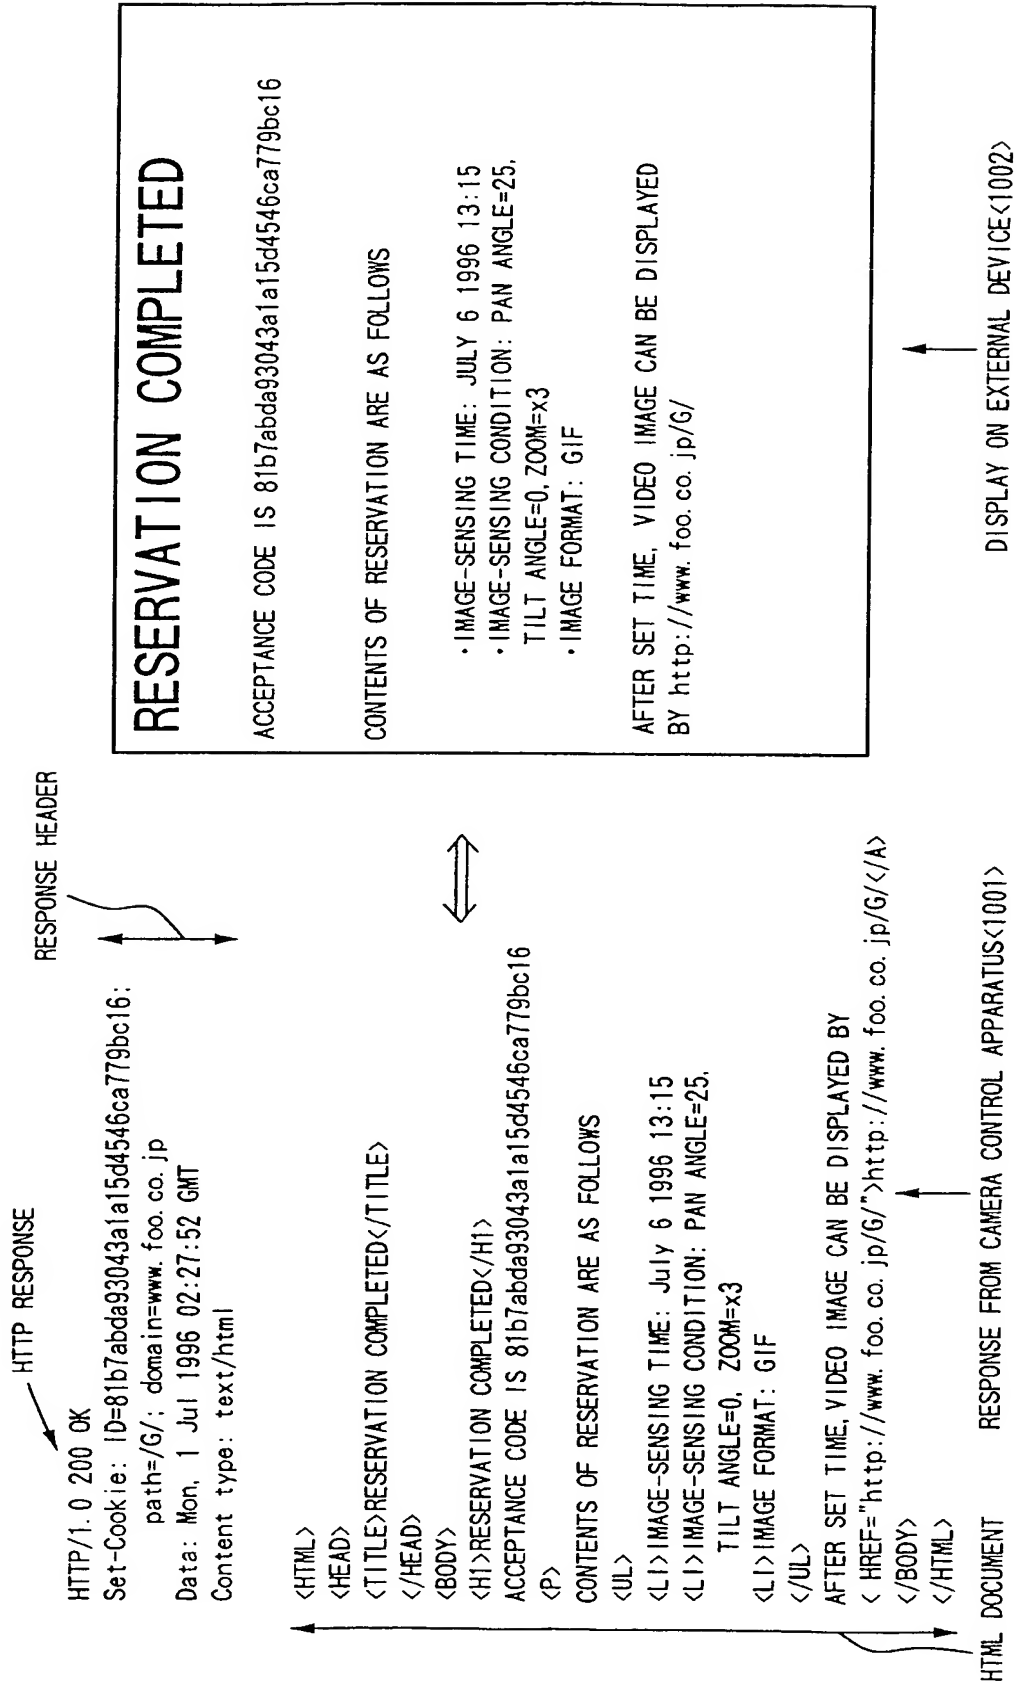 HTTP RESPONSE
HTTP/1.0 200 OK
Set-Cookie: ID=81b7abda93043a1a15d4546ca779bc16:
path=/G/; domain=www.foo.co.jp
Data: Mon, 1 Jul 1996 02:27:52 GMT
Content type: text/html
RESPONSE HEADER
<HTML>
<HEAD>
<TITLE>RESERVATION COMPLETED</TITLE>
</HEAD>
<BODY>
<H1>RESERVATION COMPLETED</H1>
ACCEPTANCE CODE IS 81b7abda93043a1a15d4546ca779bc16
<P>
CONTENTS OF RESERVATION ARE AS FOLLOWS
<UL>
<LI>IMAGE-SENSING TIME: July 6 1996 13:15
<LI>IMAGE-SENSING CONDITION: PAN ANGLE=25,
TILT ANGLE=0, ZOOM=x3
<LI>IMAGE FORMAT: GIF
</UL>
AFTER SET TIME, VIDEO IMAGE CAN BE DISPLAYED BY
< HREF="http://www.foo.co.jp/G/">http://www.foo.co.jp/G/</A>
</BODY>
</HTML>
HTML DOCUMENT
RESPONSE FROM CAMERA CONTROL APPARATUS<1001>
RESERVATION COMPLETED
ACCEPTANCE CODE IS 81b7abda93043a1a15d4546ca779bc16
CONTENTS OF RESERVATION ARE AS FOLLOWS
・IMAGE-SENSING TIME: JULY 6 1996 13:15
・IMAGE-SENSING CONDITION: PAN ANGLE=25,
TILT ANGLE=0, ZOOM=x3
・IMAGE FORMAT: GIF
AFTER SET TIME, VIDEO IMAGE CAN BE DISPLAYED
BY http://www.foo.co.jp/G/
DISPLAY ON EXTERNAL DEVICE<1002>